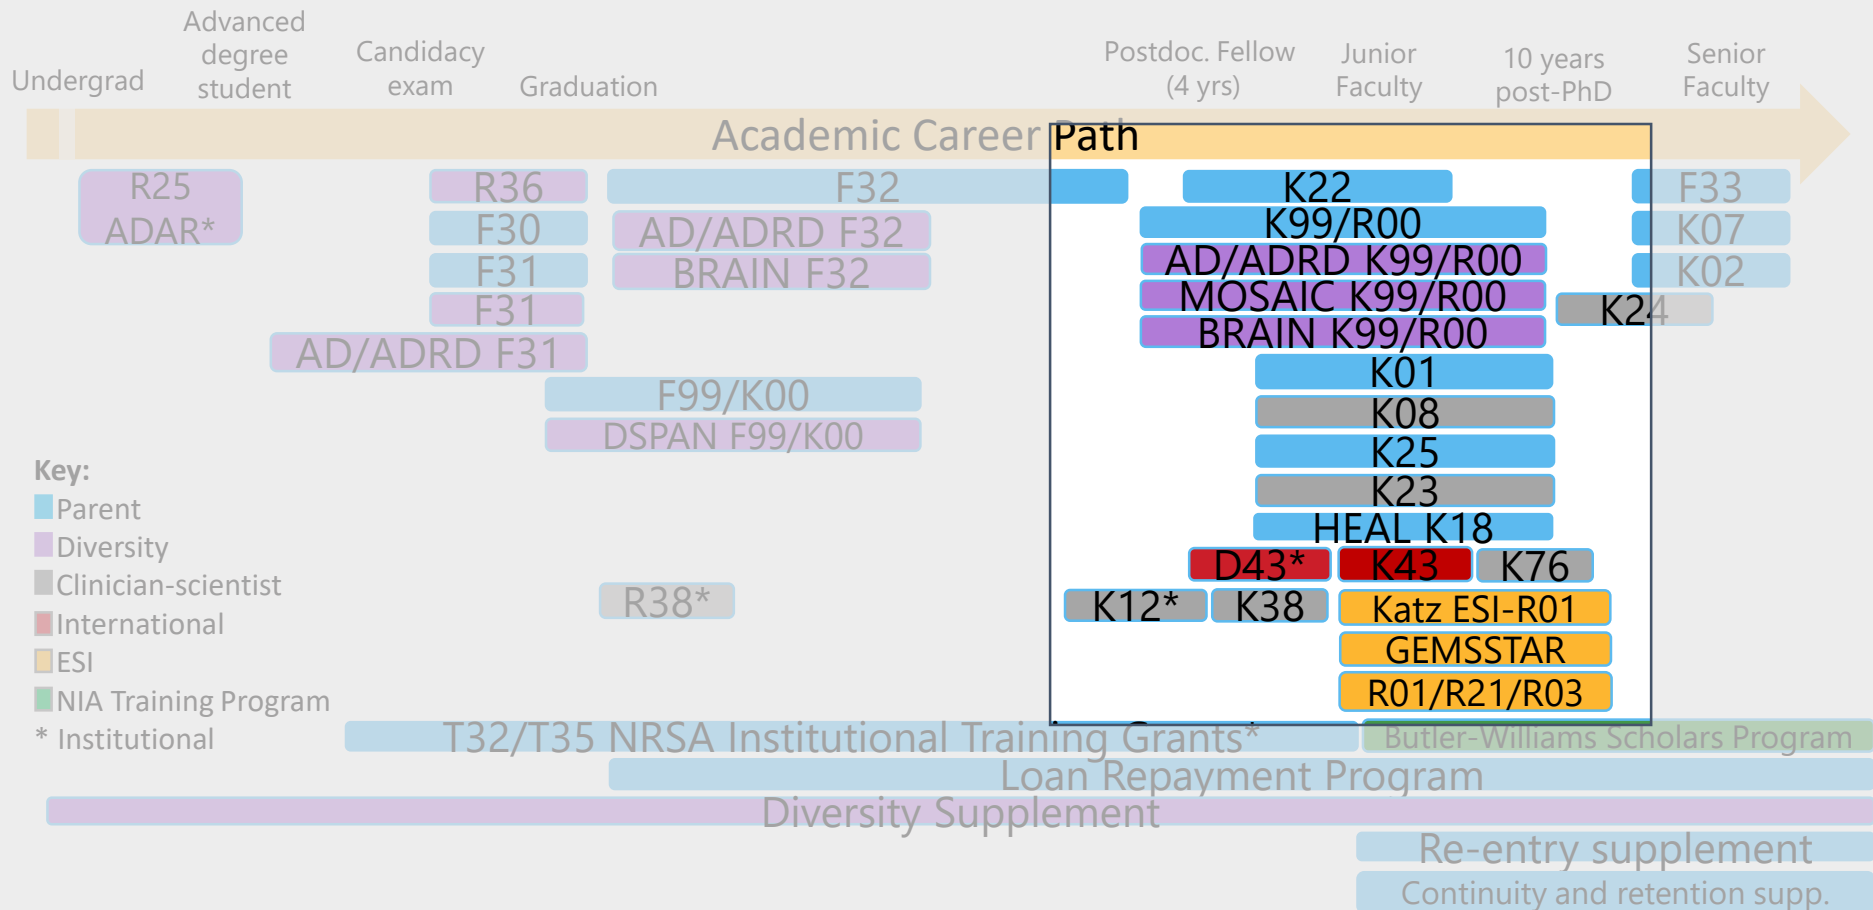 Undergrad
Advanced
degree
student
Candidacy
exam
Graduation
Postdoc. Fellow
(4 yrs)
Junior
Faculty
10 years
post-PhD
Senior
Faculty
Academic Career Path
R25
ADAR*
R36
F32
K22
F33
F30
AD/ADRD F32
K99/R00
K07
F31
BRAIN F32
AD/ADRD K99/R00
K02
F31
MOSAIC K99/R00
K24
AD/ADRD F31
BRAIN K99/R00
K01
F99/K00
K08
DSPAN F99/K00
K25
K23
HEAL K18
D43*
K43
K76
R38*
K12*
K38
Katz ESI-R01
GEMSSTAR
R01/R21/R03
Key:
Parent
Diversity
Clinician-scientist
International
ESI
NIA Training Program
* Institutional
T32/T35 NRSA Institutional Training Grants*
Butler-Williams Scholars Program
Loan Repayment Program
Diversity Supplement
Re-entry supplement
Continuity and retention supp.